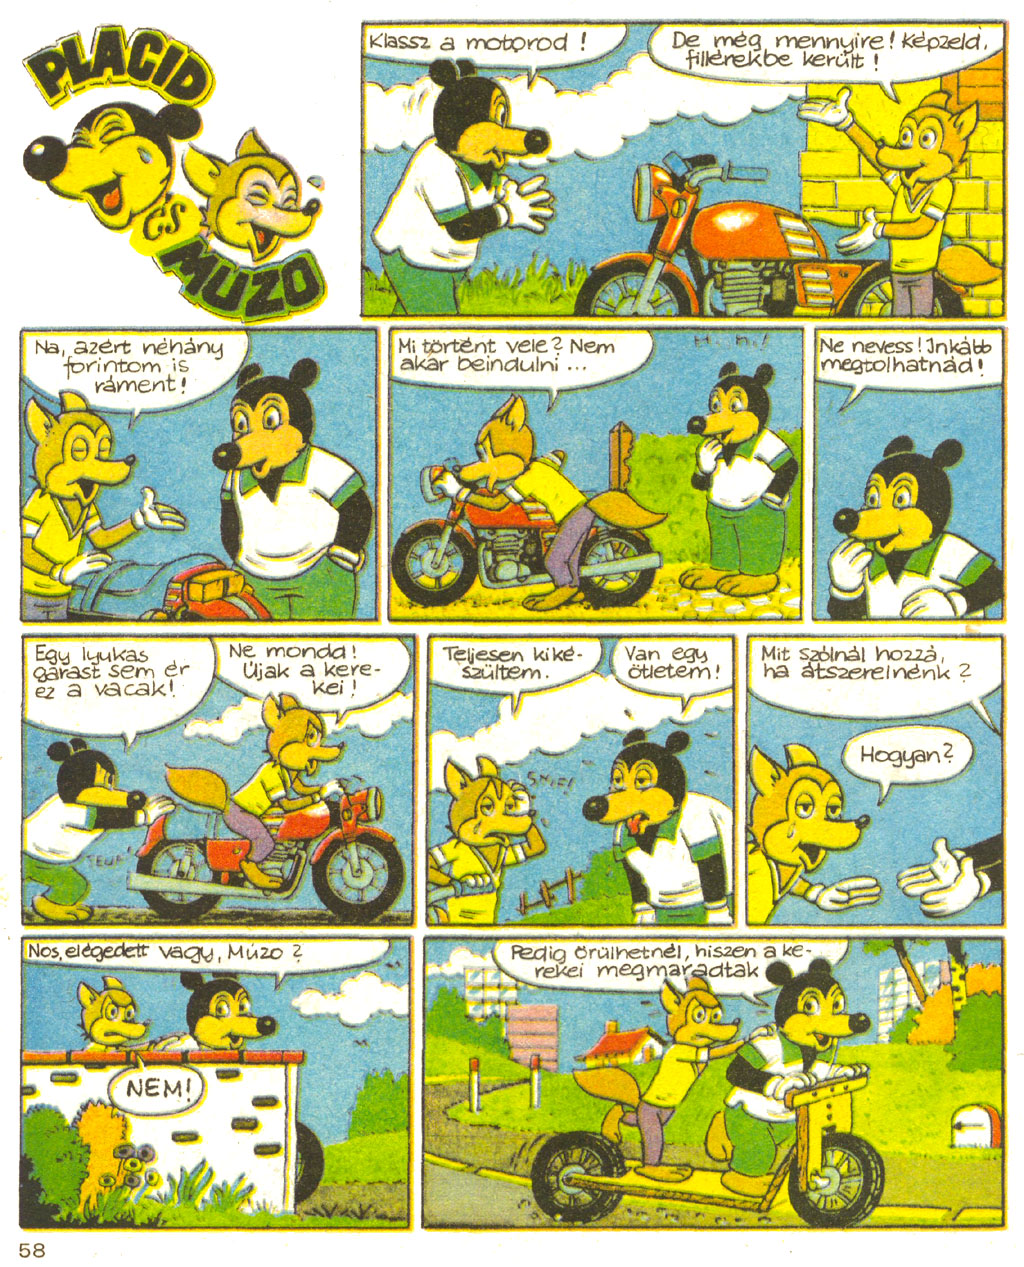 PLACID
ÉS
MUZO
Klassz a motorod !
De még mennyire! Képzeld,
fillérekbe került !
Na, azért néhány
forintom is
ráment!
Mi történt vele? Nem
akar beindulni ...
H. H.!
Ne nevess! Inkább
megtolhatnád!
Egy lyukas
garast sem ér
ez a vacak!
Ne mondd!
Újak a kere-
kei!
Teljesen kiké-
szültem.
Van egy
ötletem!
Mit szólnál hozzá,
ha átszerelnénk ?
Hogyan?
Nos, elégedett vagy, Múzo ?
NEM!
Pedig örülhetnél, hiszen a ke-
rekei megmaradtak
58